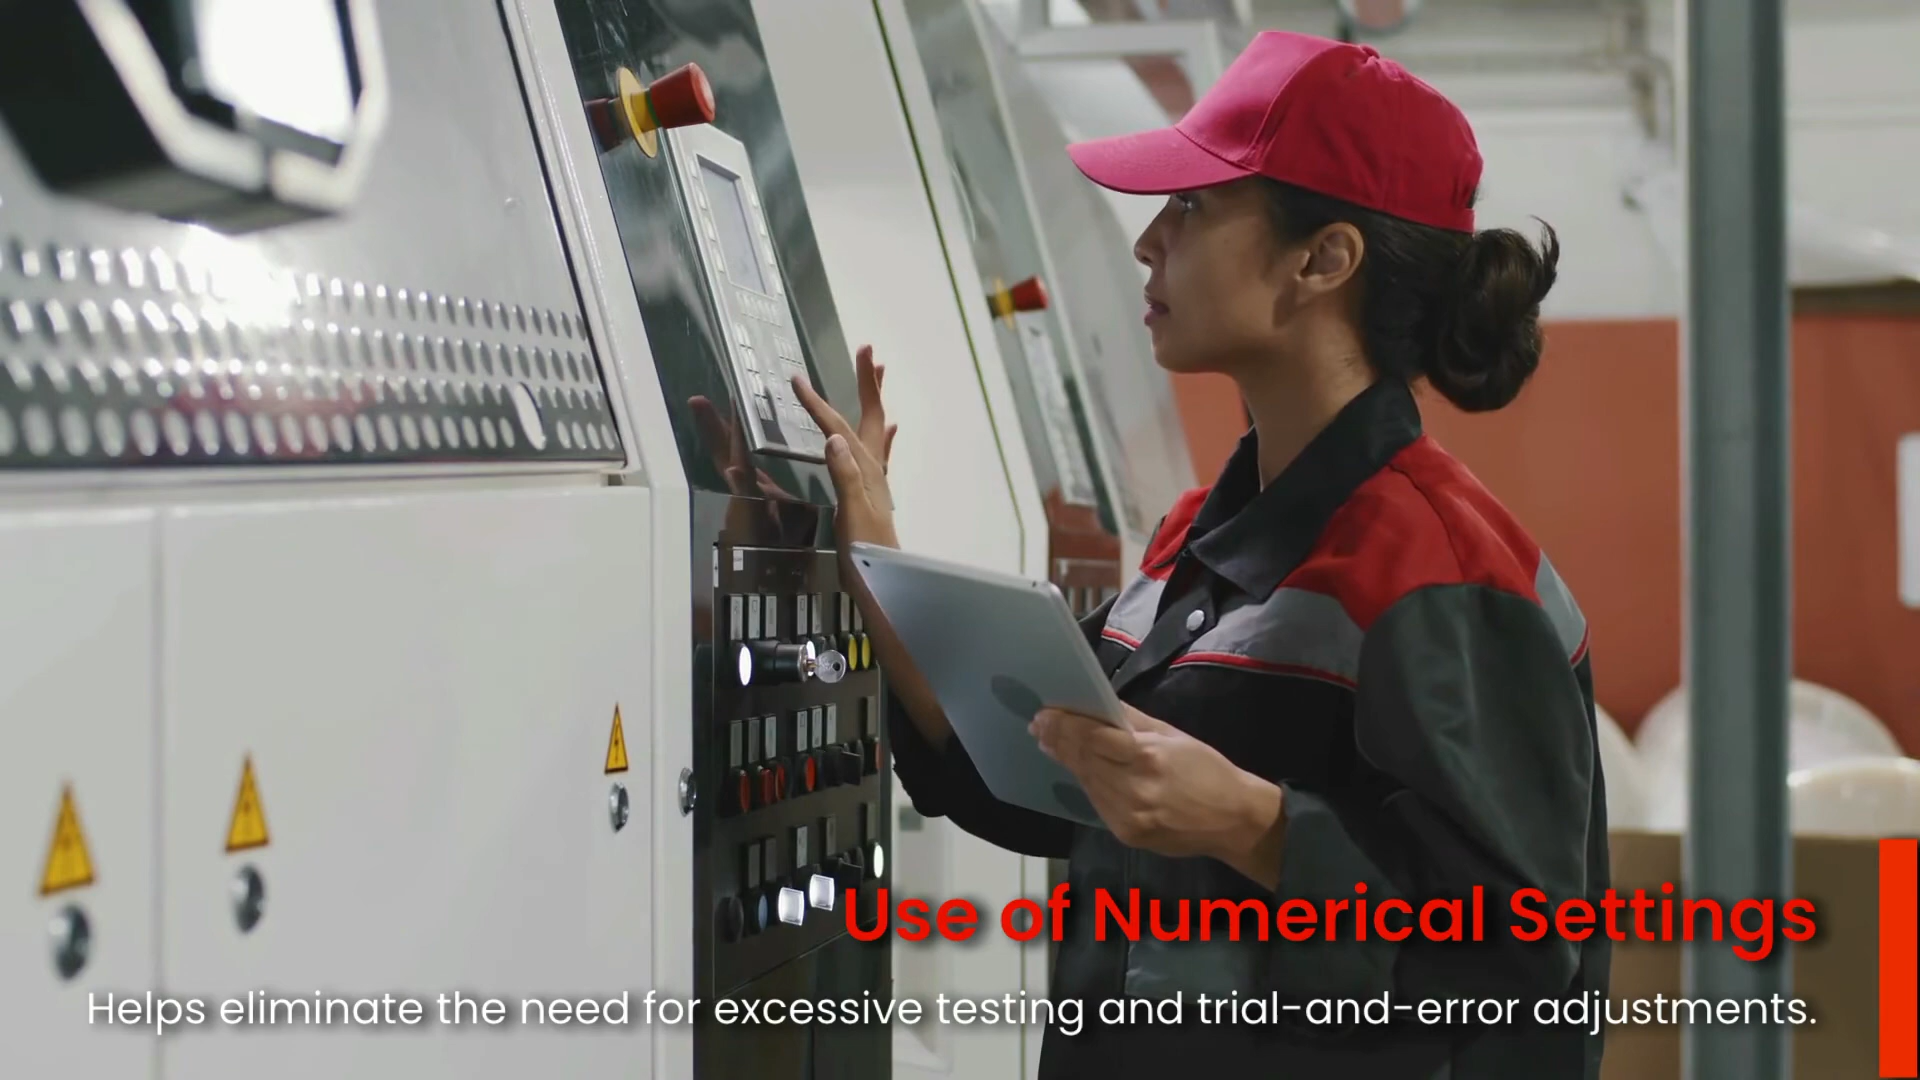 Use of Numerical Settings
Helps eliminate the need for excessive testing and trial-and-error adjustments.